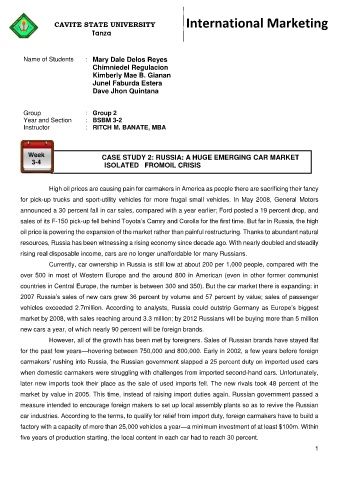 CAVITE STATE UNIVERSITY
Tanza
International Marketing
Name of Students : Mary Dale Delos Reyes
Chimniedel Regulacion
Kimberly Mae B. Gianan
Junel Faburda Estera
Dave Jhon Quintana
Group : Group 2
Year and Section : BSBM 3-2
Instructor : RITCH M. BANATE, MBA
Week
3-4
CASE STUDY 2: RUSSIA: A HUGE EMERGING CAR MARKET
ISOLATED FROMOIL CRISIS
High oil prices are causing pain for carmakers in America as people there are sacrificing their fancy
for pick-up trucks and sport-utility vehicles for more frugal small vehicles. In May 2008, General Motors
announced a 30 percent fall in car sales, compared with a year earlier; Ford posted a 19 percent drop, and
sales of its F-150 pick-up fell behind Toyota's Camry and Corolla for the first time. But far in Russia, the high
oil price is powering the expansion of the market rather than painful restructuring. Thanks to abundant natural
resources, Russia has been witnessing a rising economy since decade ago. With nearly doubled and steadily
rising real disposable income, cars are no longer unaffordable for many Russians.
Currently, car ownership in Russia is still low at about 200 per 1,000 people, compared with the
over 500 in most of Western Europe and the around 800 in American (even in other former communist
countries in Central Europe, the number is between 300 and 350). But the car market there is expanding: in
2007 Russia's sales of new cars grew 36 percent by volume and 57 percent by value; sales of passenger
vehicles exceeded 2.7million. According to analysts, Russia could outstrip Germany as Europe's biggest
market by 2008, with sales reaching around 3.3 million; by 2012 Russians will be buying more than 5 million
new cars a year, of which nearly 90 percent will be foreign brands.
However, all of the growth has been met by foreigners. Sales of Russian brands have stayed flat
for the past few years—hovering between 750,000 and 800,000. Early in 2002, a few years before foreign
carmakers' rushing into Russia, the Russian government slapped a 25 percent duty on imported used cars
when domestic carmakers were struggling with challenges from imported second-hand cars. Unfortunately,
later new imports took their place as the sale of used imports fell. The new rivals took 48 percent of the
market by value in 2005. This time, instead of raising import duties again, Russian government passed a
measure intended to encourage foreign makers to set up local assembly plants so as to revive the Russian
car industries. According to the terms, to qualify for relief from import duty, foreign carmakers have to build a
factory with a capacity of more than 25,000 vehicles a year—a minimum investment of at least $100m. Within
five years of production starting, the local content in each car had to reach 30 percent.
1